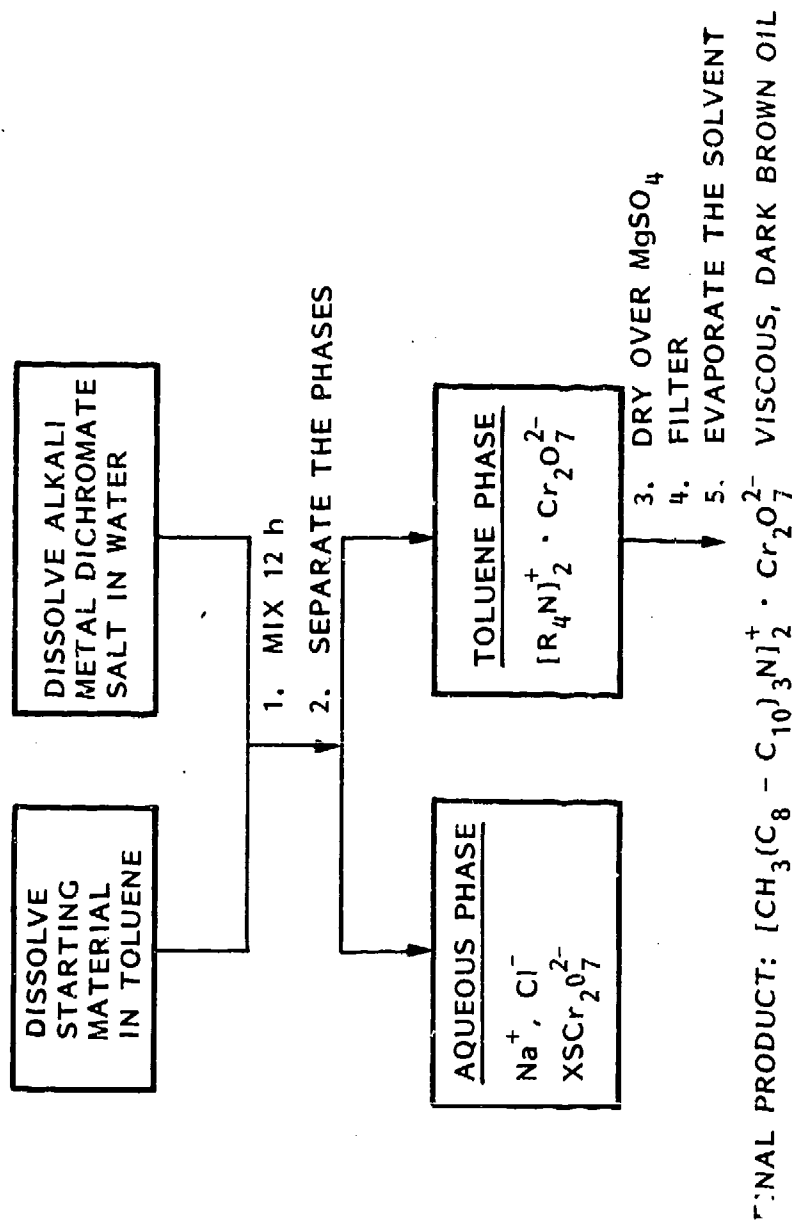 DISSOLVE
STARTING
MATERIAL
IN TOLUENE
DISSOLVE ALKALI
METAL DICHROMATE
SALT IN WATER
1. MIX 12 h
2. SEPARATE THE PHASES
AQUEOUS PHASE
Na⁺, Cl⁻
XSCr₂O₇²⁻
TOLUENE PHASE
[R₄N]₂⁺ · Cr₂O₇²⁻
3. DRY OVER MgSO₄
4. FILTER
5. EVAPORATE THE SOLVENT
FINAL PRODUCT: [CH₃(C₈ – C₁₀)₃N]₂⁺ · Cr₂O₇²⁻ VISCOUS, DARK BROWN OIL